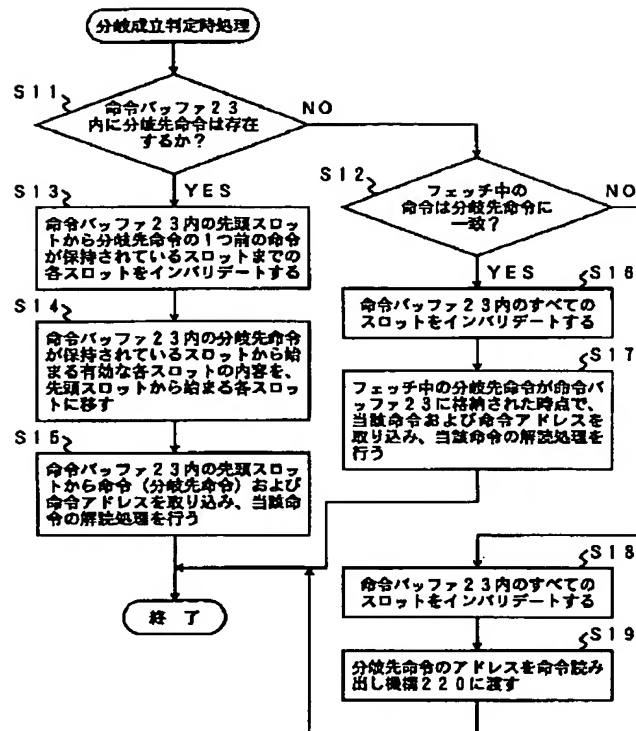 分岐成立判定時処理
S11
命令バッファ23
内に分岐先命令は存在
するか?
NO
YES
S12
フェッチ中の
命令は分岐先命令に
一致?
NO
YES
S13
命令バッファ23内の先頭スロッ
トから分岐先命令の1つ前の命令
が保持されているスロットまでの
各スロットをインバリデートする
S14
命令バッファ23内の分岐先命令
が保持されているスロットから始
まる有効な各スロットの内容を、
先頭スロットから始まる各スロッ
トに移す
S15
命令バッファ23内の先頭スロッ
トから命令(分岐先命令)および
命令アドレスを取り込み、当該命
令の解読処理を行う
終了
S16
命令バッファ23内のすべての
スロットをインバリデートする
S17
フェッチ中の分岐先命令が命令バッ
ファ23に格納された時点で、
当該命令および命令アドレスを
取り込み、当該命令の解読処理を
行う
S18
命令バッファ23内のすべての
スロットをインバリデートする
S19
分岐先命令のアドレスを命令読み
出し機構220に渡す